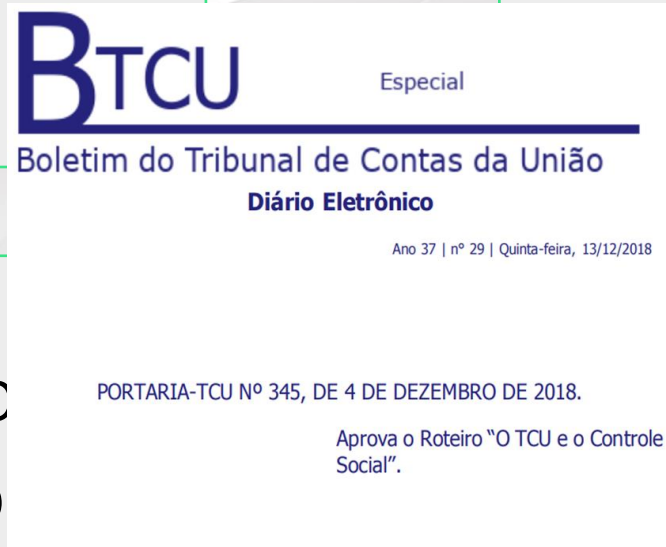 BTCU
Especial
Boletim do Tribunal de Contas da União
Diário Eletrônico
Ano 37 | nº 29 | Quinta-feira, 13/12/2018
PORTARIA-TCU Nº 345, DE 4 DE DEZEMBRO DE 2018.
Aprova o Roteiro “O TCU e o Controle
Social”.